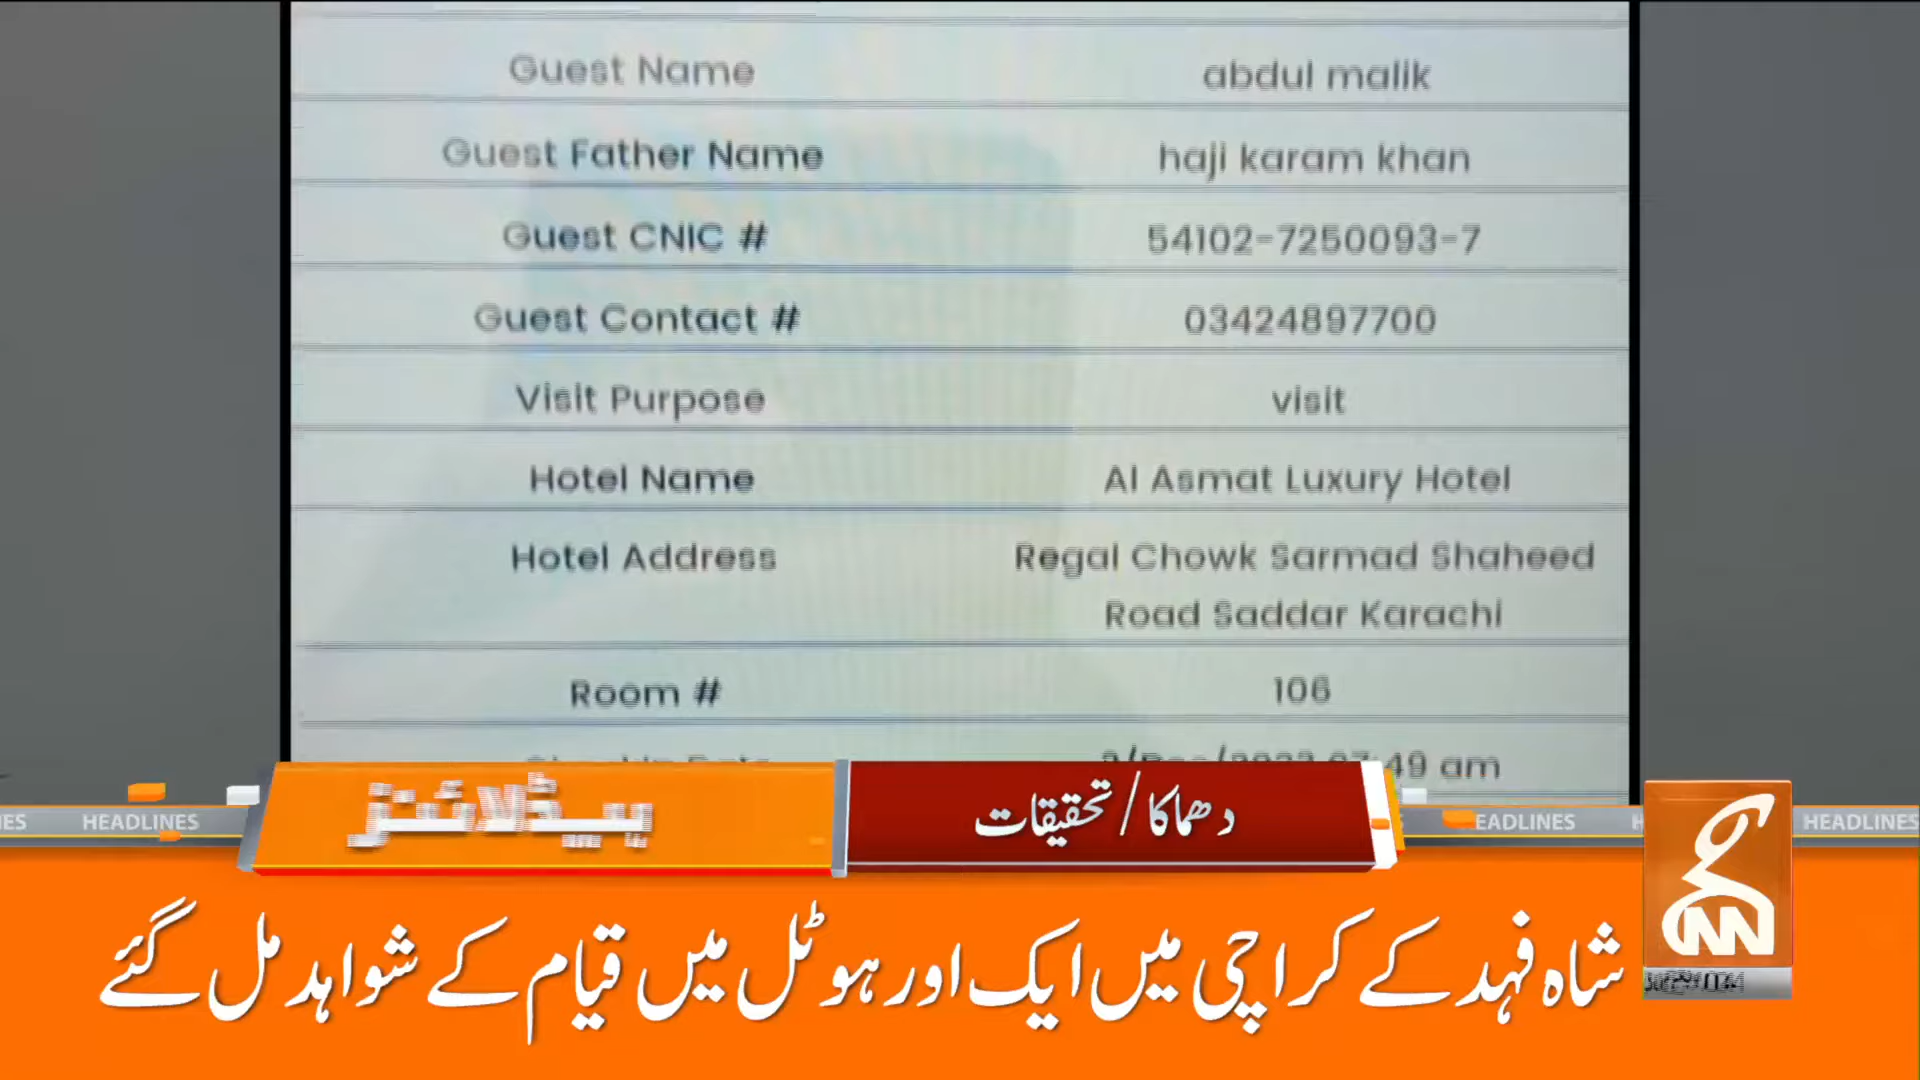 Guest Name abdul malik
Guest Father Name haji karam khan
Guest CNIC # 54102-7250093-7
Guest Contact # 03424897700
Visit Purpose visit
Hotel Name Al Asmat Luxury Hotel
Hotel Address Regal Chowk Sarmad Shaheed
Road Saddar Karachi
Room # 106
49 am
ہیڈلائنز
دھماکا/تحقیقات
HEADLINES
EADLINES
HEADLINES
GNN
شاہ فہد کے کراچی میں ایک اور ہوٹل میں قیام کے شواہد مل گئے